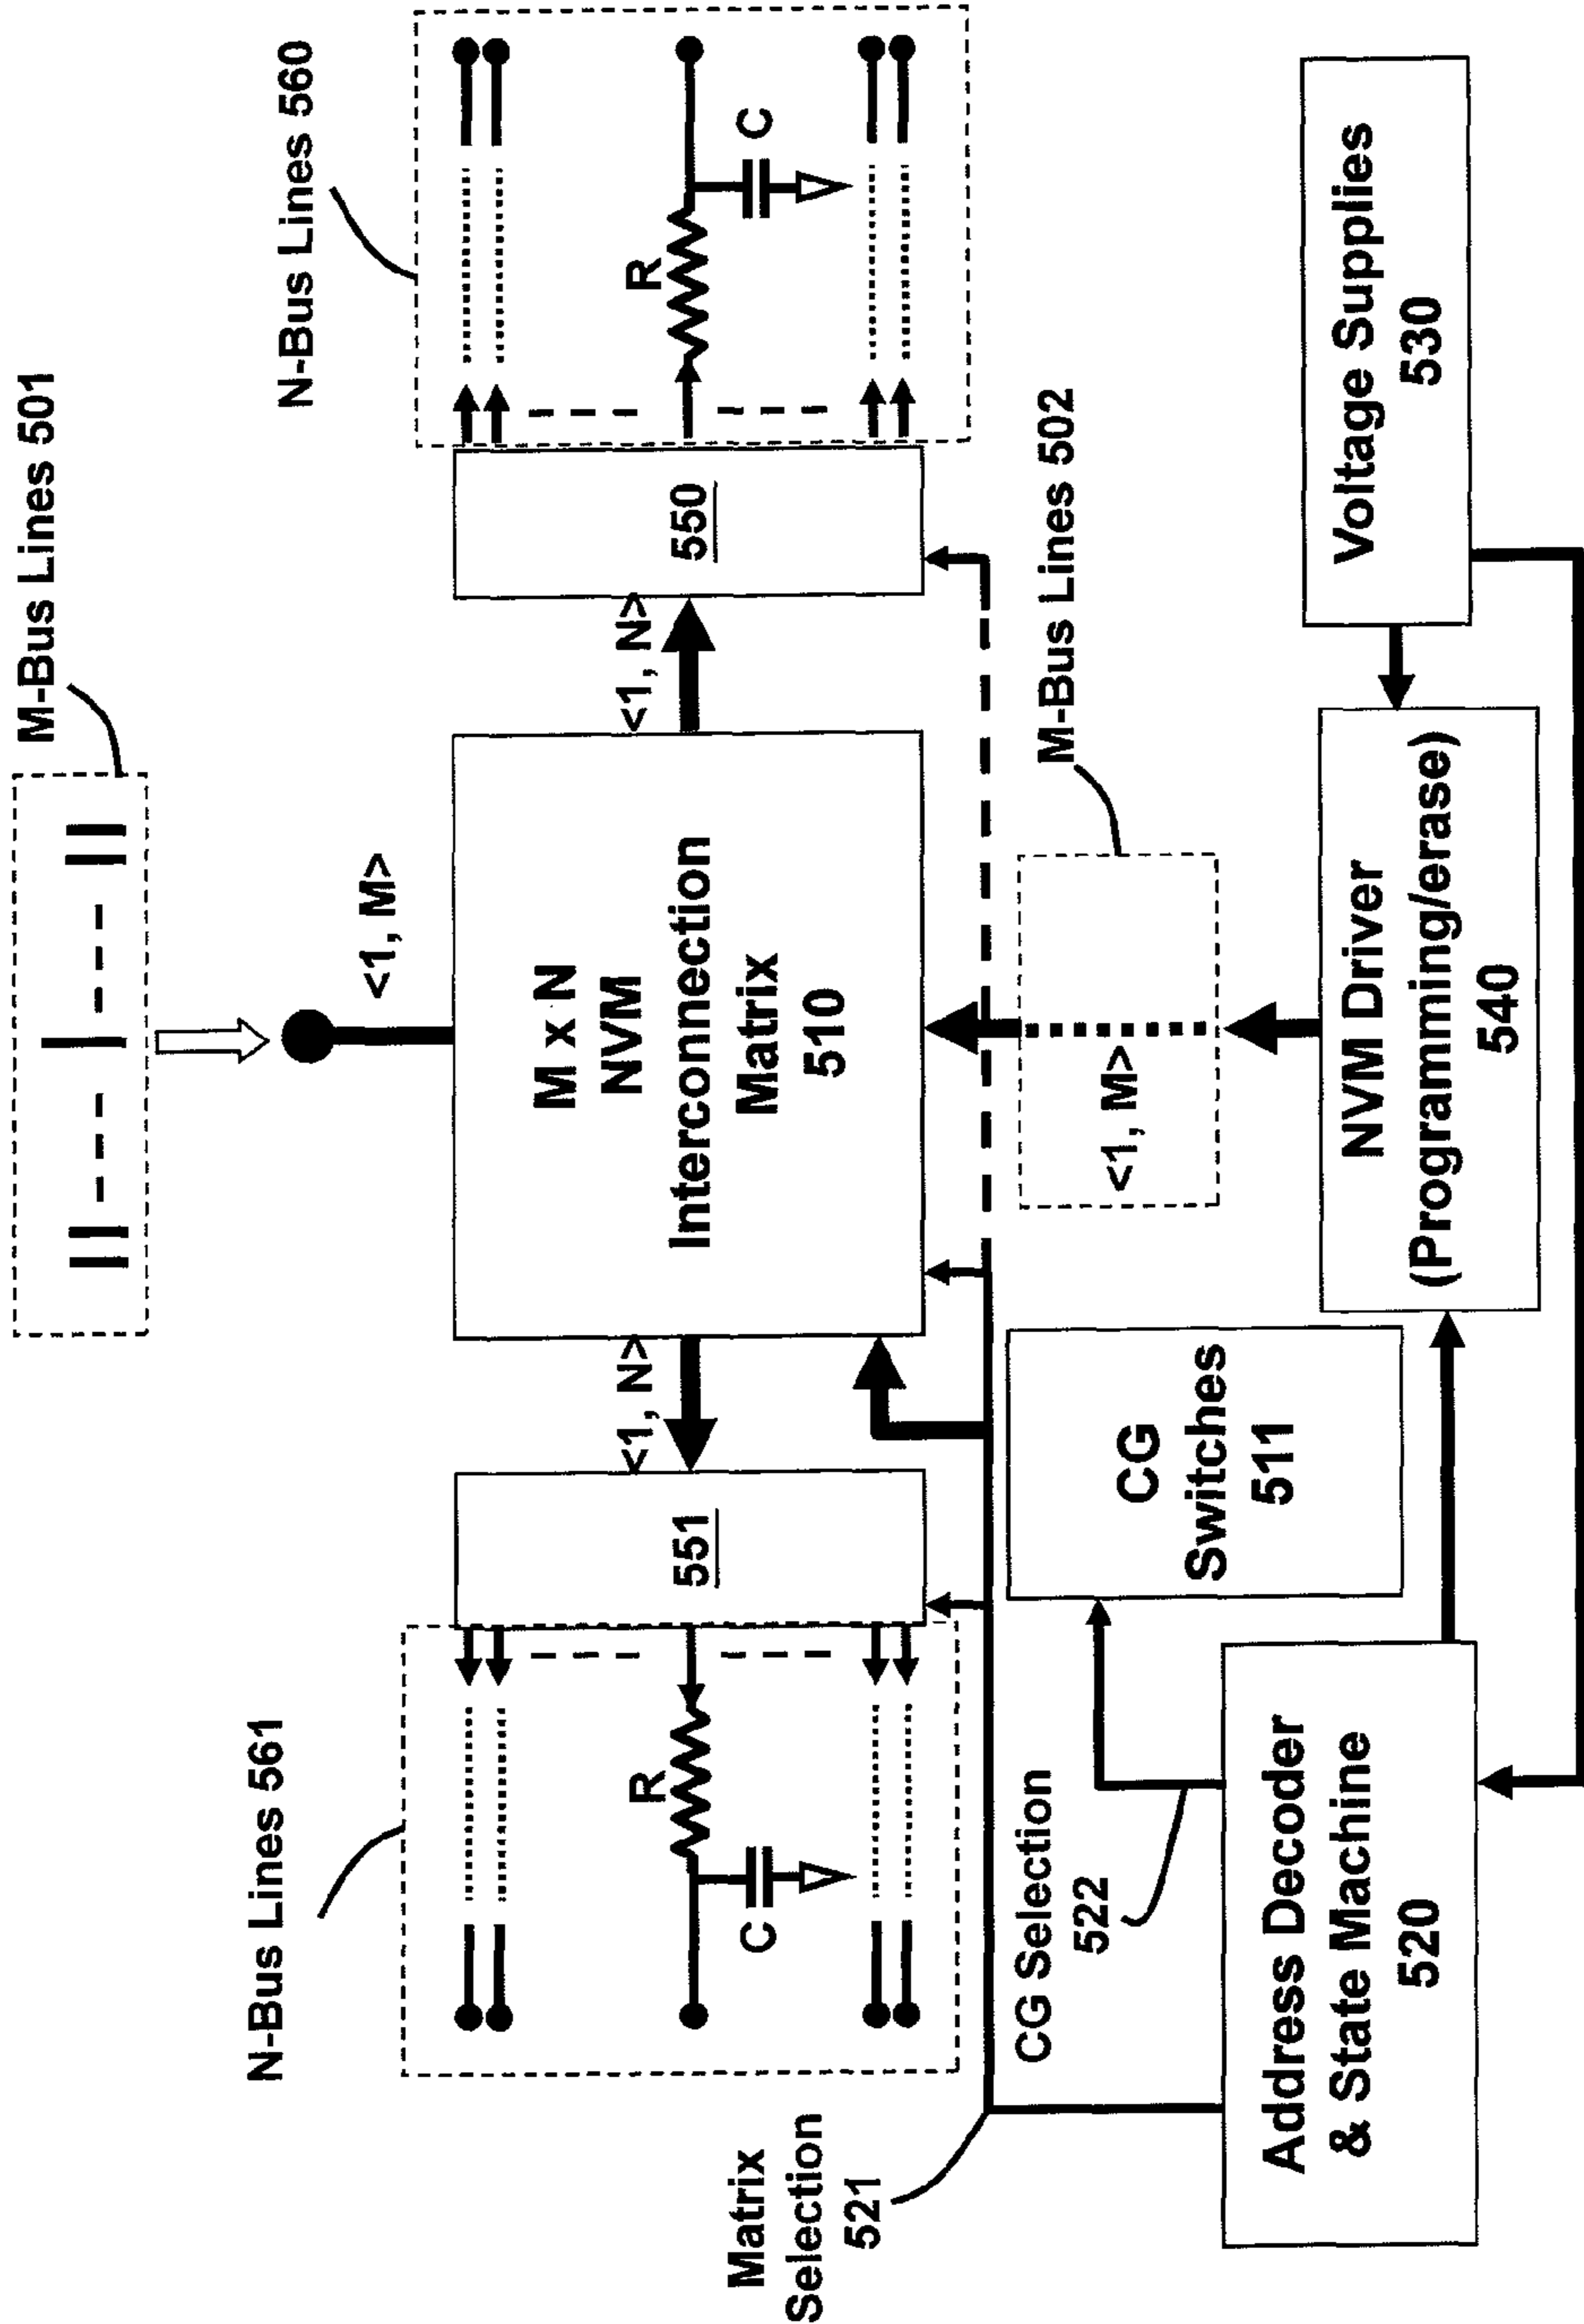 M-Bus Lines 501
N-Bus Lines 560
N-Bus Lines 561
<1, M>
R
C
R
C
551
<1, N>
M x N
NVM
Interconnection
Matrix
510
<1, N>
550
Matrix
Selection
521
CG Selection
522
CG
Switches
511
<1, M>
M-Bus Lines 502
Address Decoder
& State Machine
520
NVM Driver
(Programming/erase)
540
Voltage Supplies
530